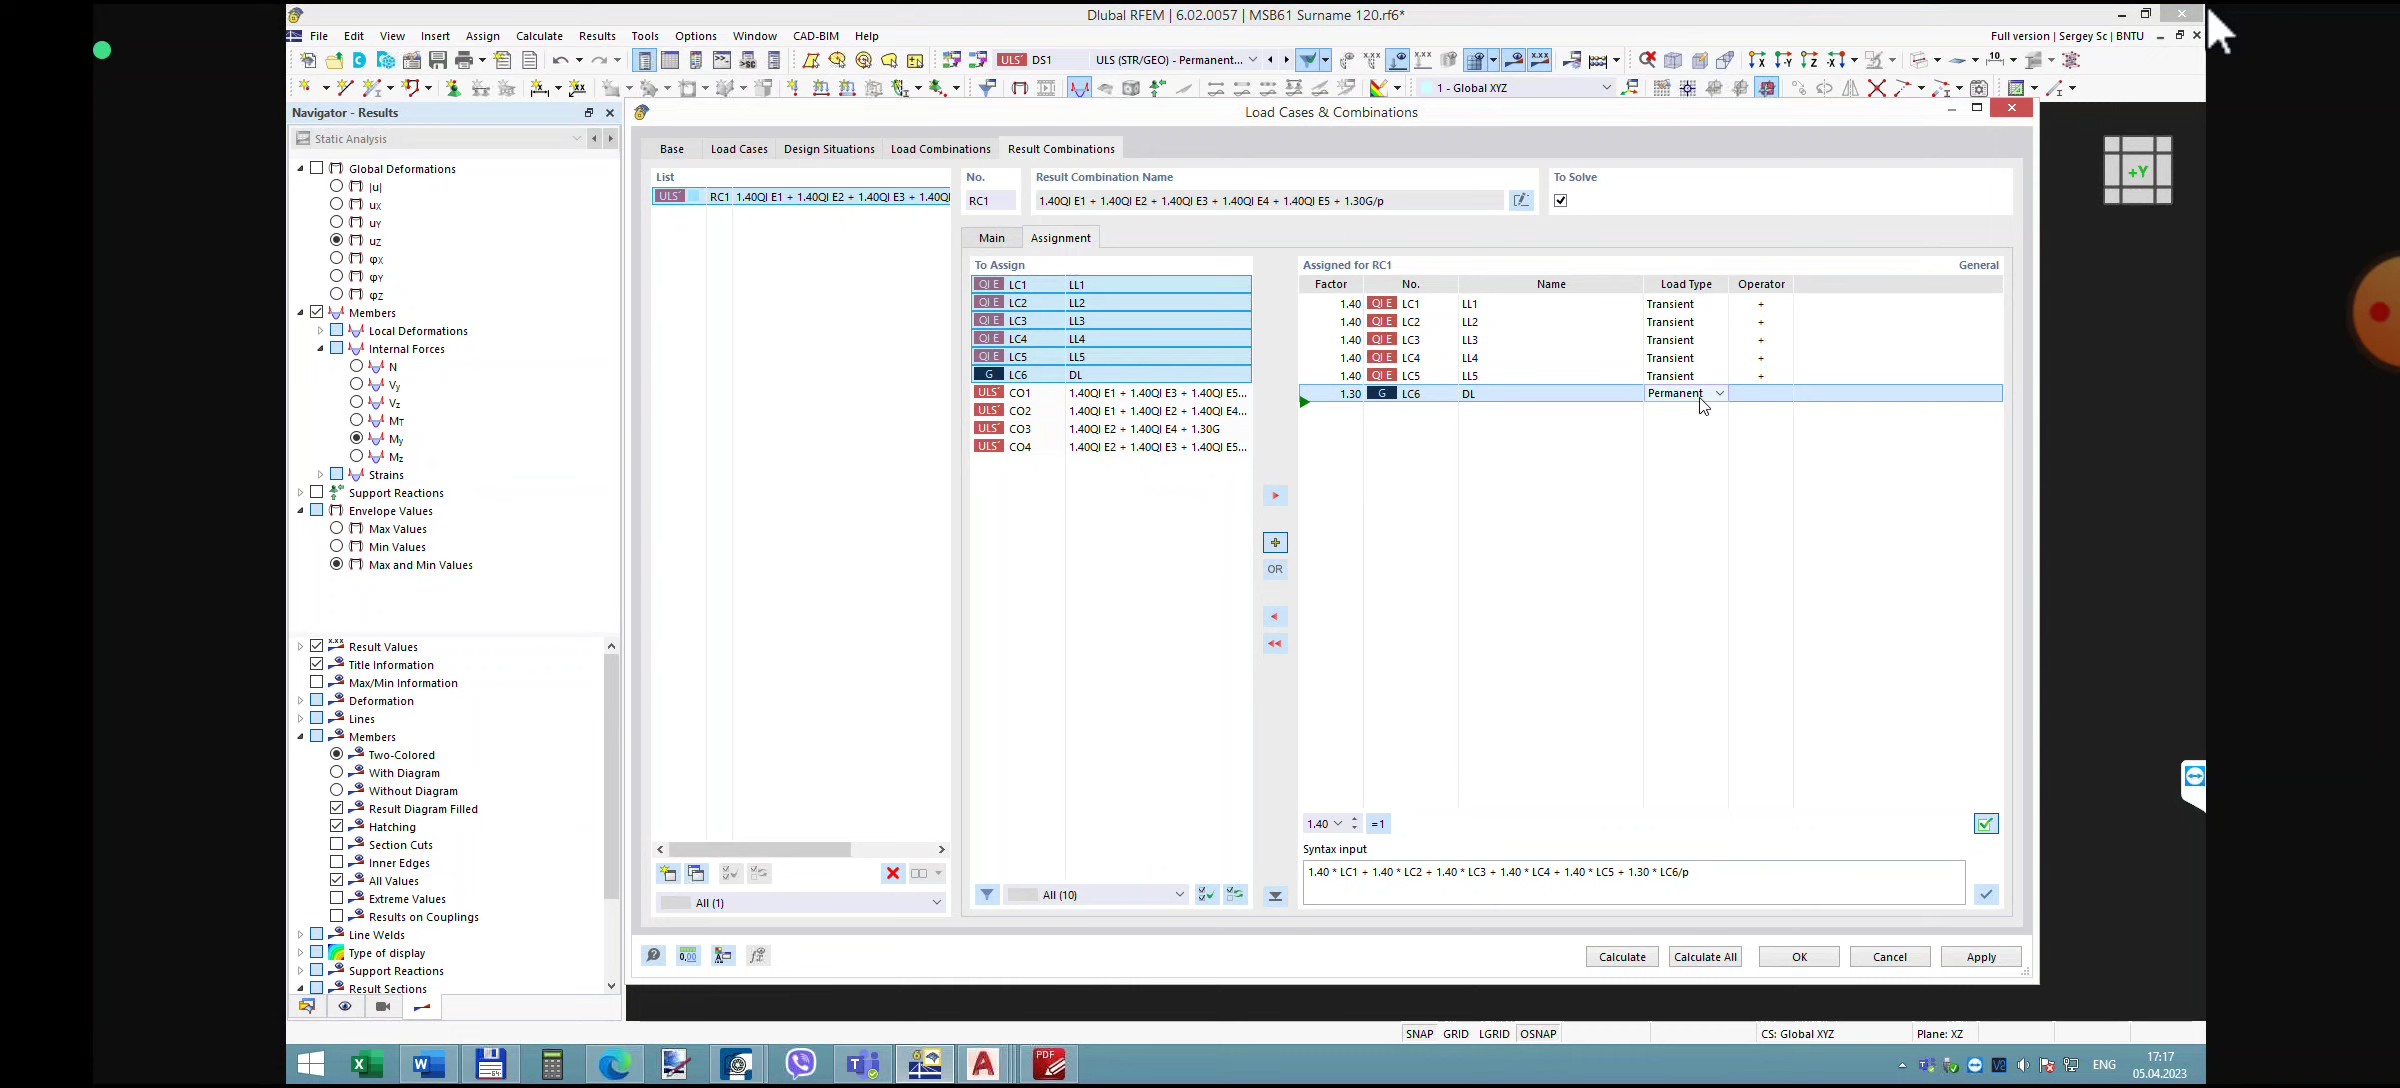 Dlubal RFEM | 6.02.0057 | MSB61 Surname 120.rf6*
File Edit View Insert Assign Calculate Results Tools Options Window CAD-BIM Help
Full version | Sergey Sc | BNTU
ULS DS1 ULS (STR/GEO) - Permanent...
1 - Global XYZ
Navigator - Results
Static Analysis
Global Deformations
|u|
uX
uY
uZ
φX
φY
φZ
Members
Local Deformations
Internal Forces
N
Vy
Vz
MT
My
Mz
Strains
Support Reactions
Envelope Values
Max Values
Min Values
Max and Min Values
Result Values
Title Information
Max/Min Information
Deformation
Lines
Members
Two-Colored
With Diagram
Without Diagram
Result Diagram Filled
Hatching
Section Cuts
Inner Edges
All Values
Extreme Values
Results on Couplings
Line Welds
Type of display
Support Reactions
Result Sections
Load Cases & Combinations
Base Load Cases Design Situations Load Combinations Result Combinations
List
ULS RC1 1.40QI E1 + 1.40QI E2 + 1.40QI E3 + 1.40QI
All (1)
No.
RC1
Result Combination Name
1.40QI E1 + 1.40QI E2 + 1.40QI E3 + 1.40QI E4 + 1.40QI E5 + 1.30G/p
To Solve
Main Assignment
To Assign
QI E LC1 LL1
QI E LC2 LL2
QI E LC3 LL3
QI E LC4 LL4
QI E LC5 LL5
G LC6 DL
ULS CO1 1.40QI E1 + 1.40QI E3 + 1.40QI E5...
ULS CO2 1.40QI E1 + 1.40QI E2 + 1.40QI E4...
ULS CO3 1.40QI E2 + 1.40QI E4 + 1.30G
ULS CO4 1.40QI E2 + 1.40QI E3 + 1.40QI E5...
All (10)
OR
Assigned for RC1 General
Factor No. Name Load Type Operator
1.40 QI E LC1 LL1 Transient +
1.40 QI E LC2 LL2 Transient +
1.40 QI E LC3 LL3 Transient +
1.40 QI E LC4 LL4 Transient +
1.40 QI E LC5 LL5 Transient +
1.30 G LC6 DL Permanent
1.40 =1
Syntax input
1.40 * LC1 + 1.40 * LC2 + 1.40 * LC3 + 1.40 * LC4 + 1.40 * LC5 + 1.30 * LC6/p
Calculate Calculate All OK Cancel Apply
+Y
SNAP GRID LGRID OSNAP CS: Global XYZ Plane: XZ
ENG
17:17
05.04.2023